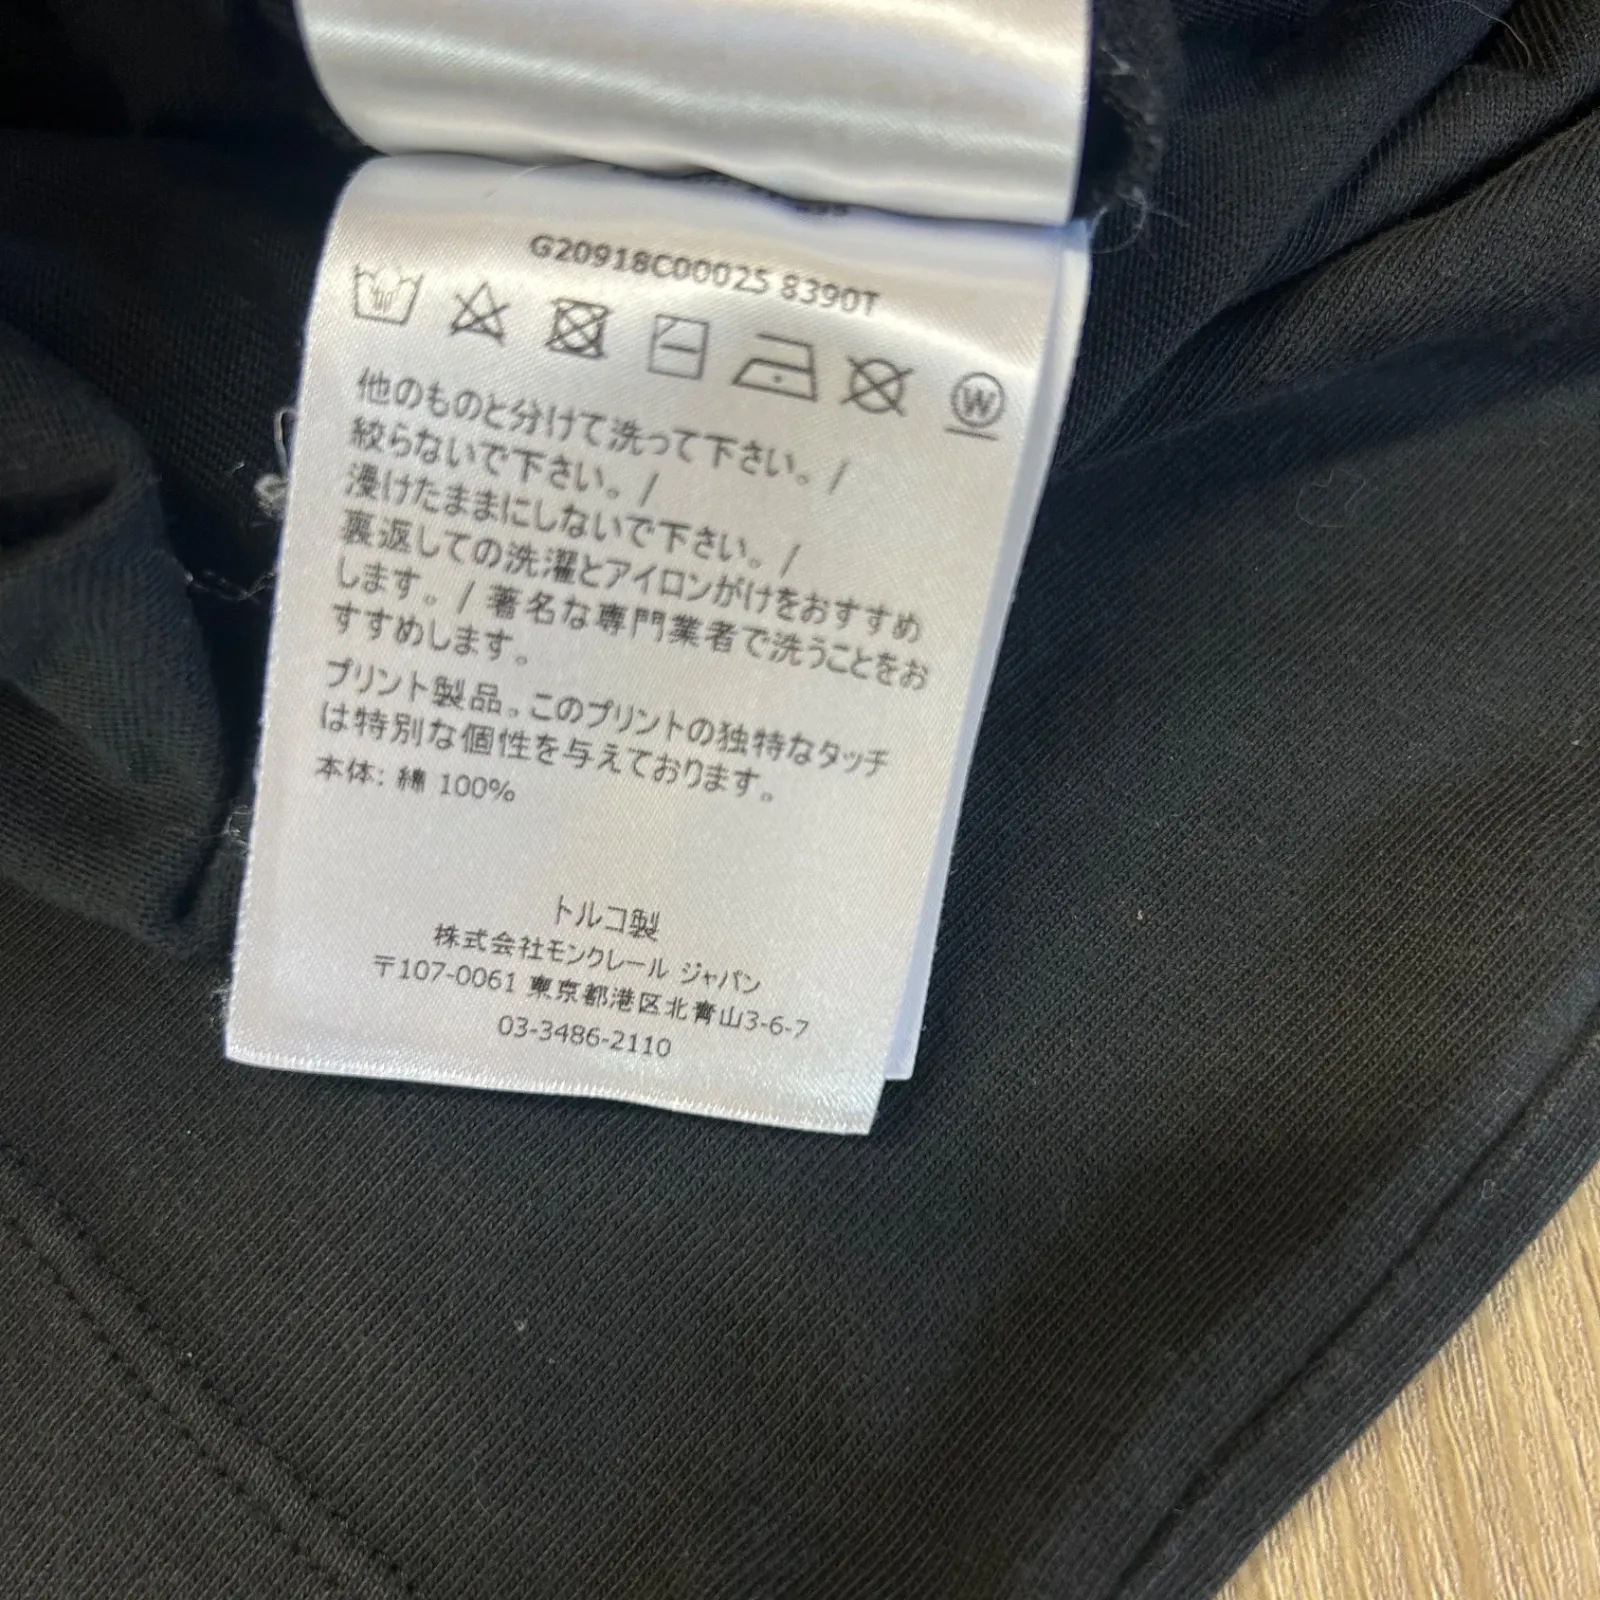 G20918C00025 8390T
W
他のものと分けて洗って下さい。/
絞らないで下さい。/
浸けたままにしないで下さい。/
裏返しての洗濯とアイロンがけをおすすめ
します。/ 著名な専門業者で洗うことをお
すすめします。
プリント製品。このプリントの独特なタッチ
は特別な個性を与えております。
本体: 綿 100%
トルコ製
株式会社モンクレール ジャパン
〒107-0061 東京都港区北青山3-6-7
03-3486-2110